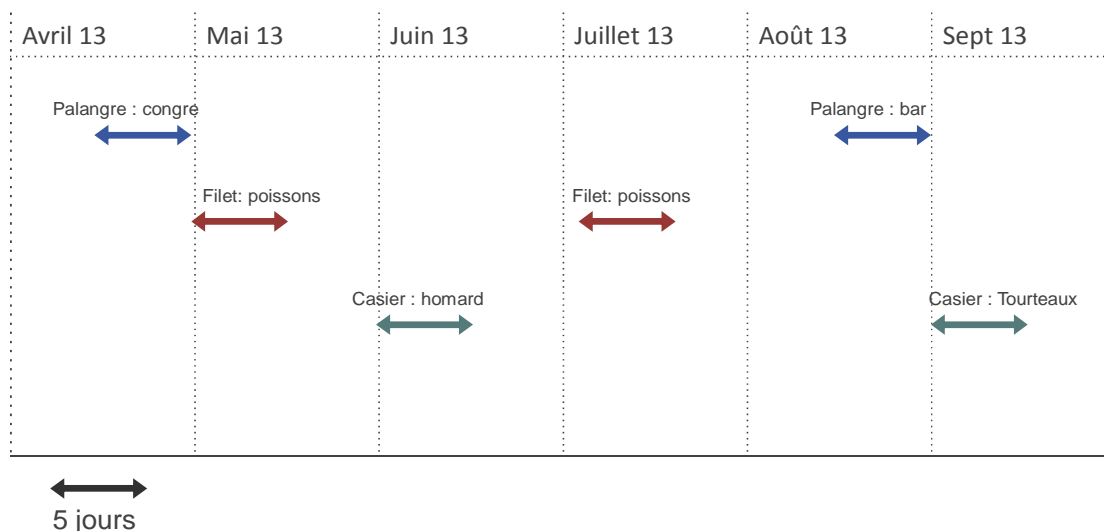 Avril 13
Mai 13
Juin 13
Juillet 13
Août 13
Sept 13
Palangre : congre
Palangre : bar
Filet: poissons
Filet: poissons
Casier : homard
Casier : Tourteaux
5 jours